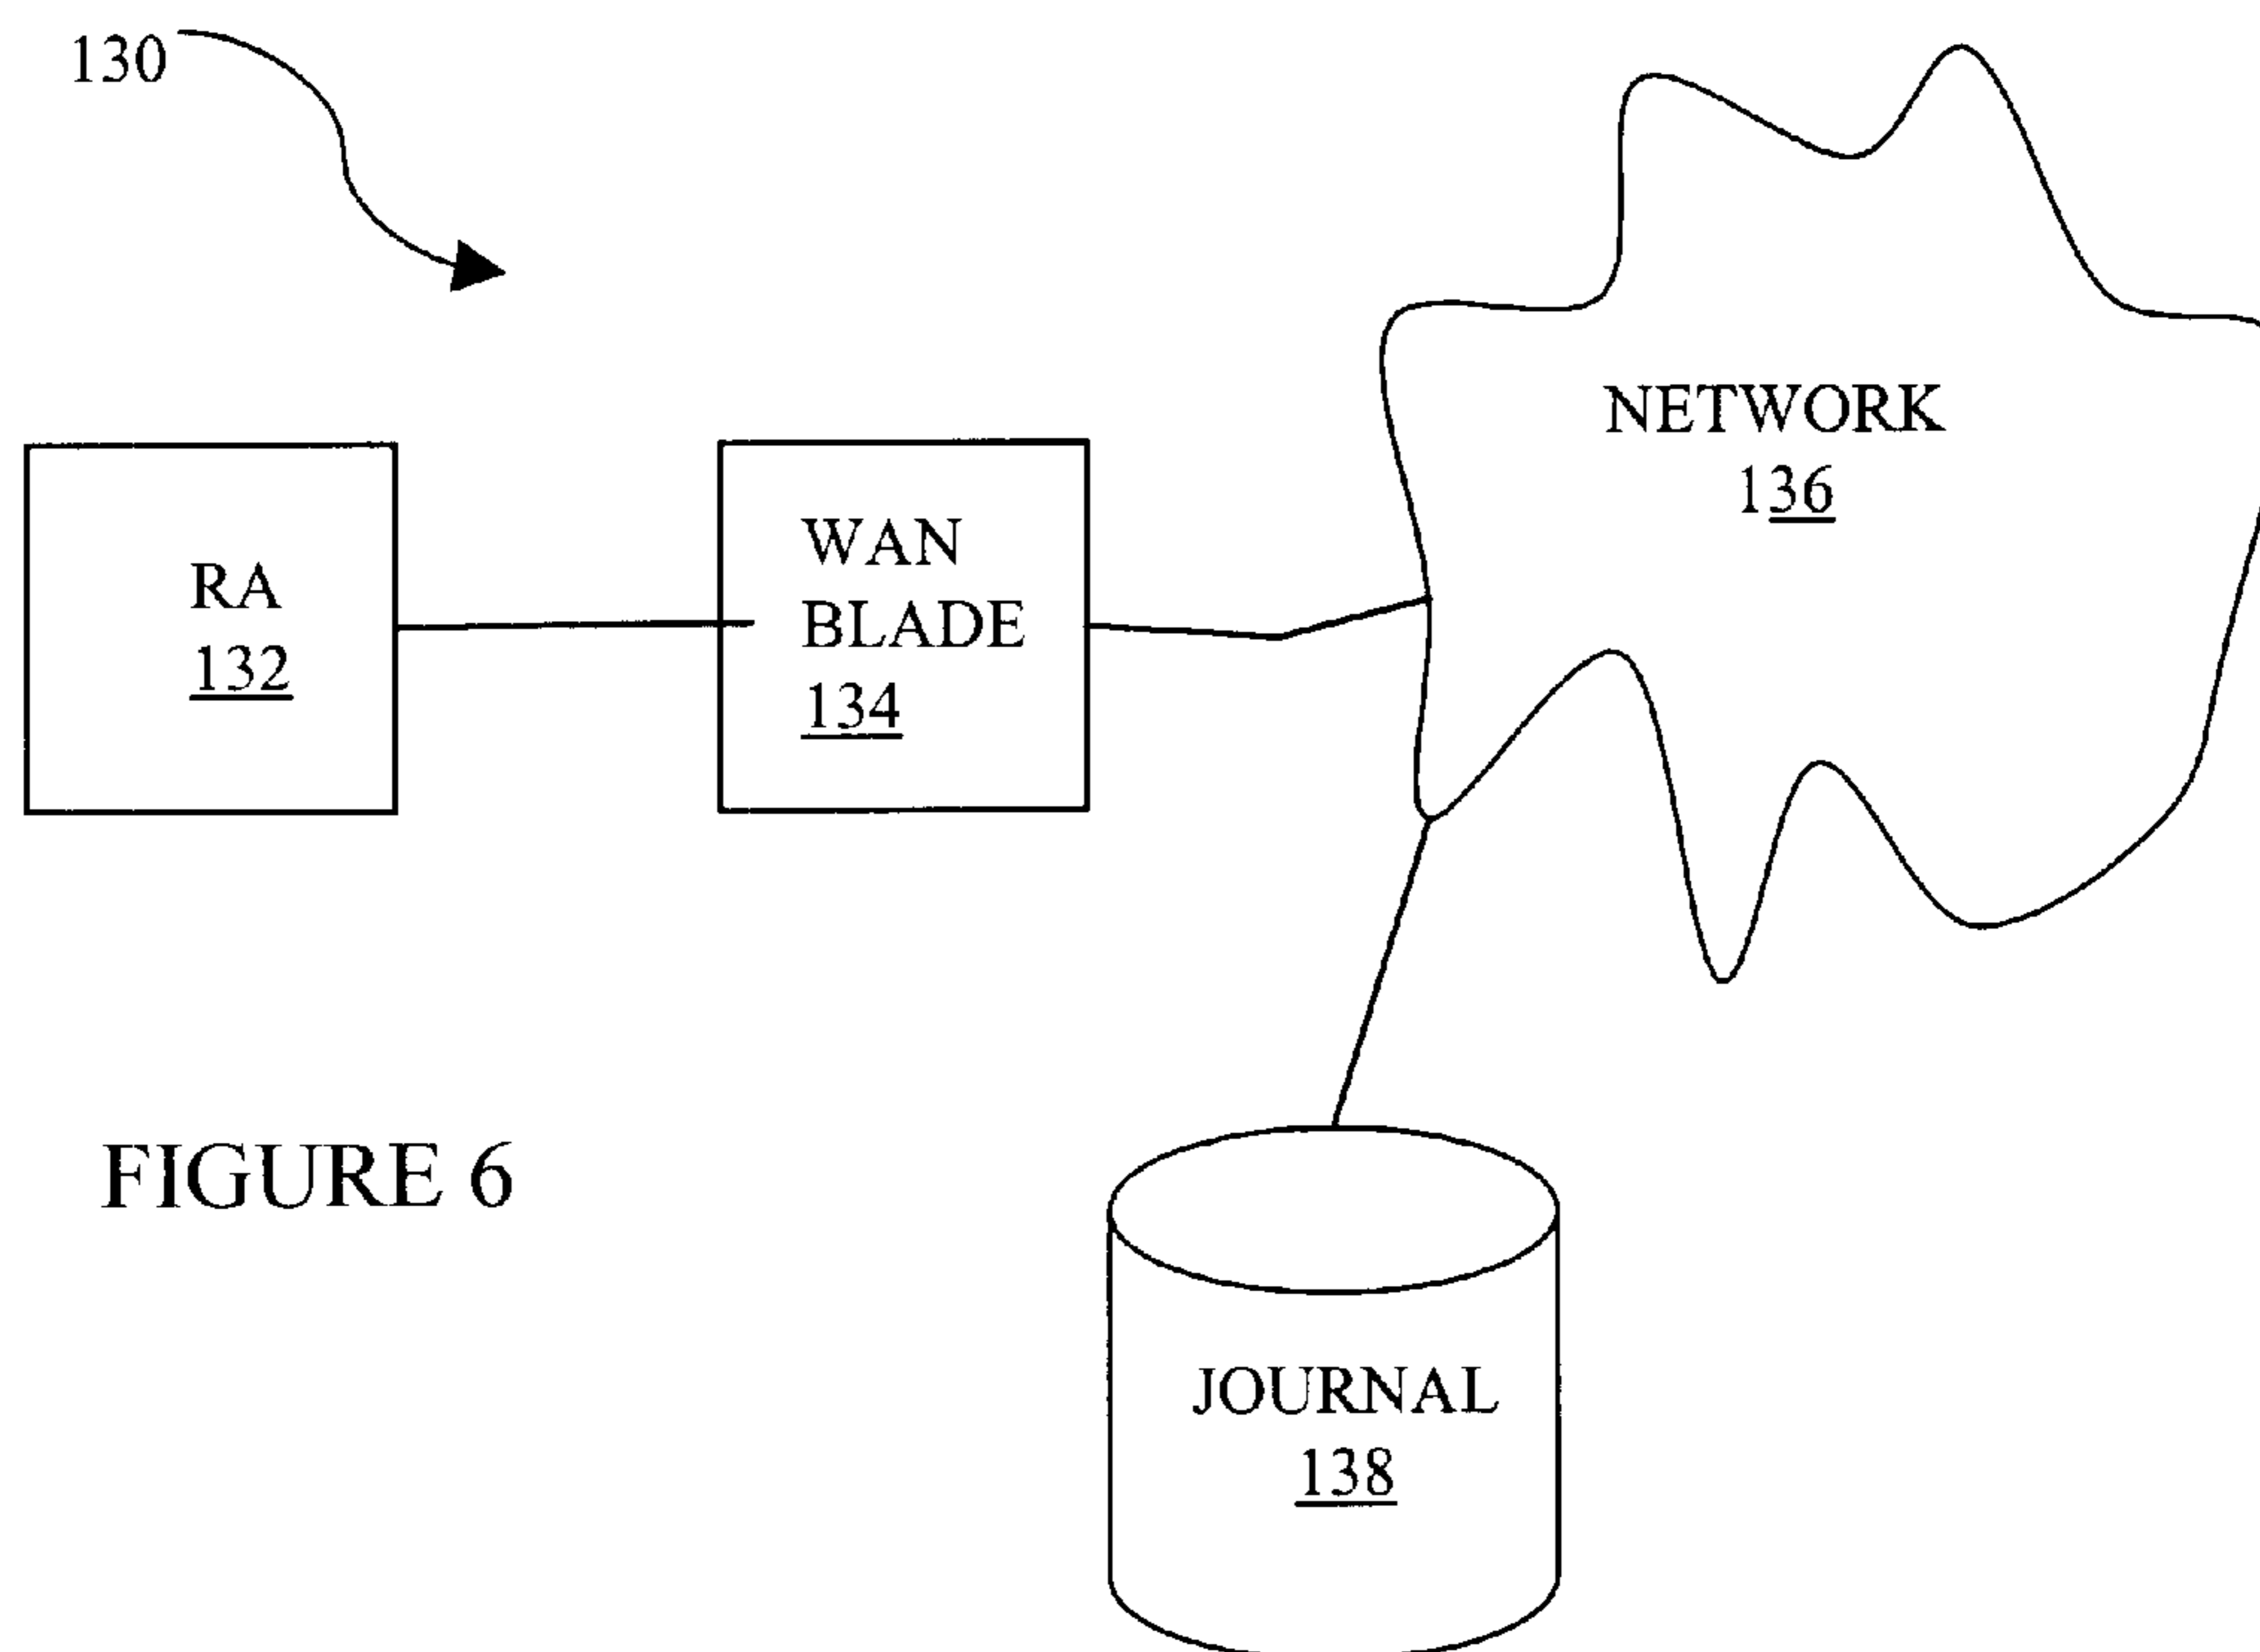 130
NETWORK
136
RA
132
WAN
BLADE
134
FIGURE 6
JOURNAL
138